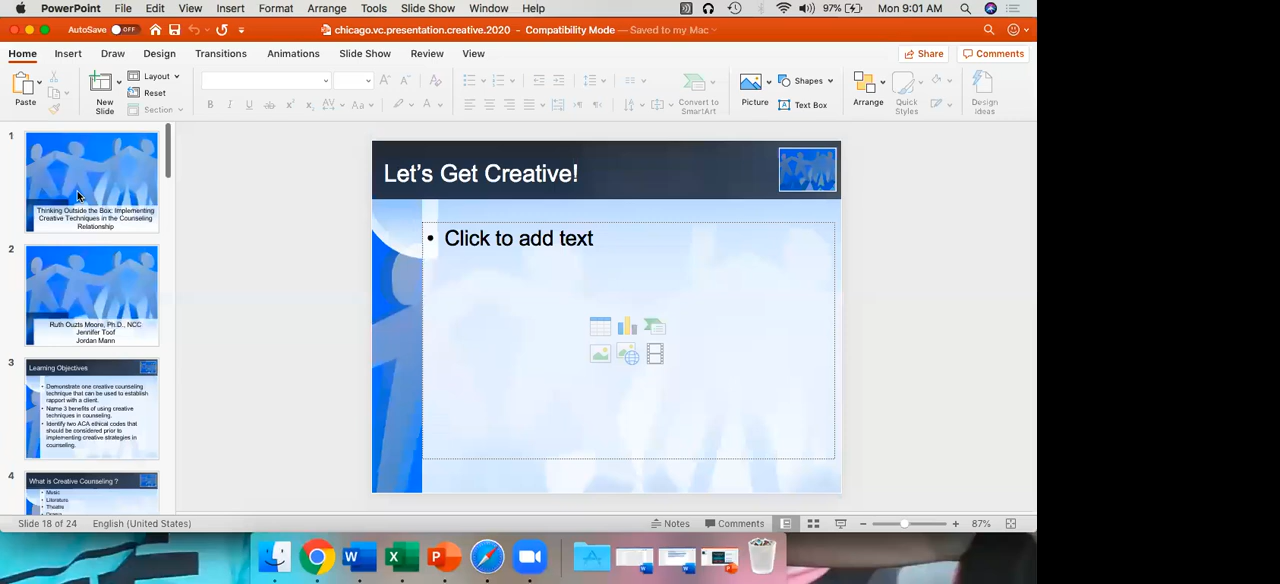 PowerPoint File Edit View Insert Format Arrange Tools Slide Show Window Help 97% Mon 9:01 AM
AutoSave OFF chicago.vc.presentation.creative.2020 - Compatibility Mode — Saved to my Mac
Home Insert Draw Design Transitions Animations Slide Show Review View Share Comments
Paste New Slide Layout Reset Section Convert to SmartArt Picture Shapes Text Box Arrange Quick Styles Design Ideas
1
Thinking Outside the Box: Implementing
Creative Techniques in the Counseling
Relationship
2
Ruth Ouzts Moore, Ph.D., NCC
Jennifer Toof
Jordan Mann
3
Learning Objectives
• Demonstrate one creative counseling
technique that can be used to establish
rapport with a client.
• Name 3 benefits of using creative
techniques in counseling.
• Identify two ACA ethical codes that
should be considered prior to
implementing creative strategies in
counseling.
4
What is Creative Counseling ?
• Music
• Literature
• Theatre
• Drama
Let's Get Creative!
• Click to add text
Slide 18 of 24 English (United States) Notes Comments 87%